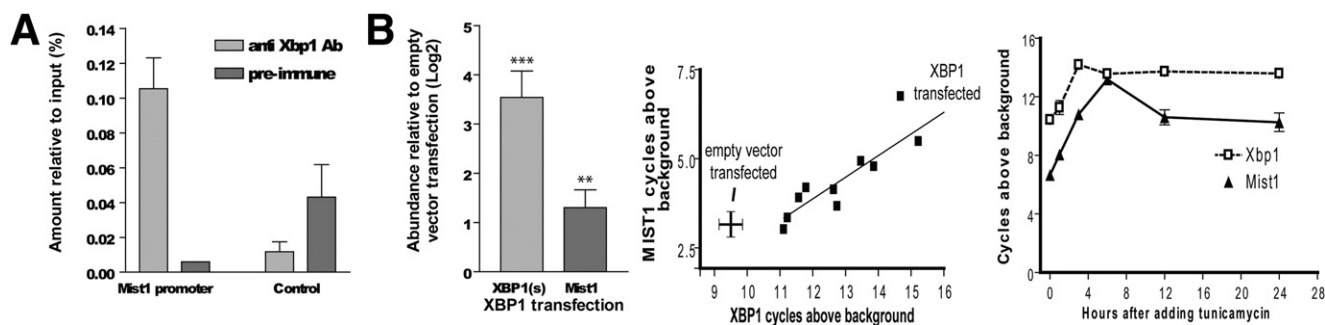 A
Amount relative to input (%)
0.14
0.12
0.10
0.08
0.06
0.04
0.02
0.00
anti Xbp1 Ab
pre-immune
Mist1 promoter
Control
B
Abundance relative to empty
vector transfection (Log2)
5
4
3
2
1
0
***
**
XBP1(s)
Mist1
XBP1 transfection
MIST1 cycles above
background
7.5
5.0
2.5
empty vector
transfected
XBP1
transfected
9
10
11
12
13
14
15
16
XBP1 cycles above background
Cycles above background
16
12
8
4
0
Xbp1
Mist1
0
4
8
12
16
20
24
28
Hours after adding tunicamycin